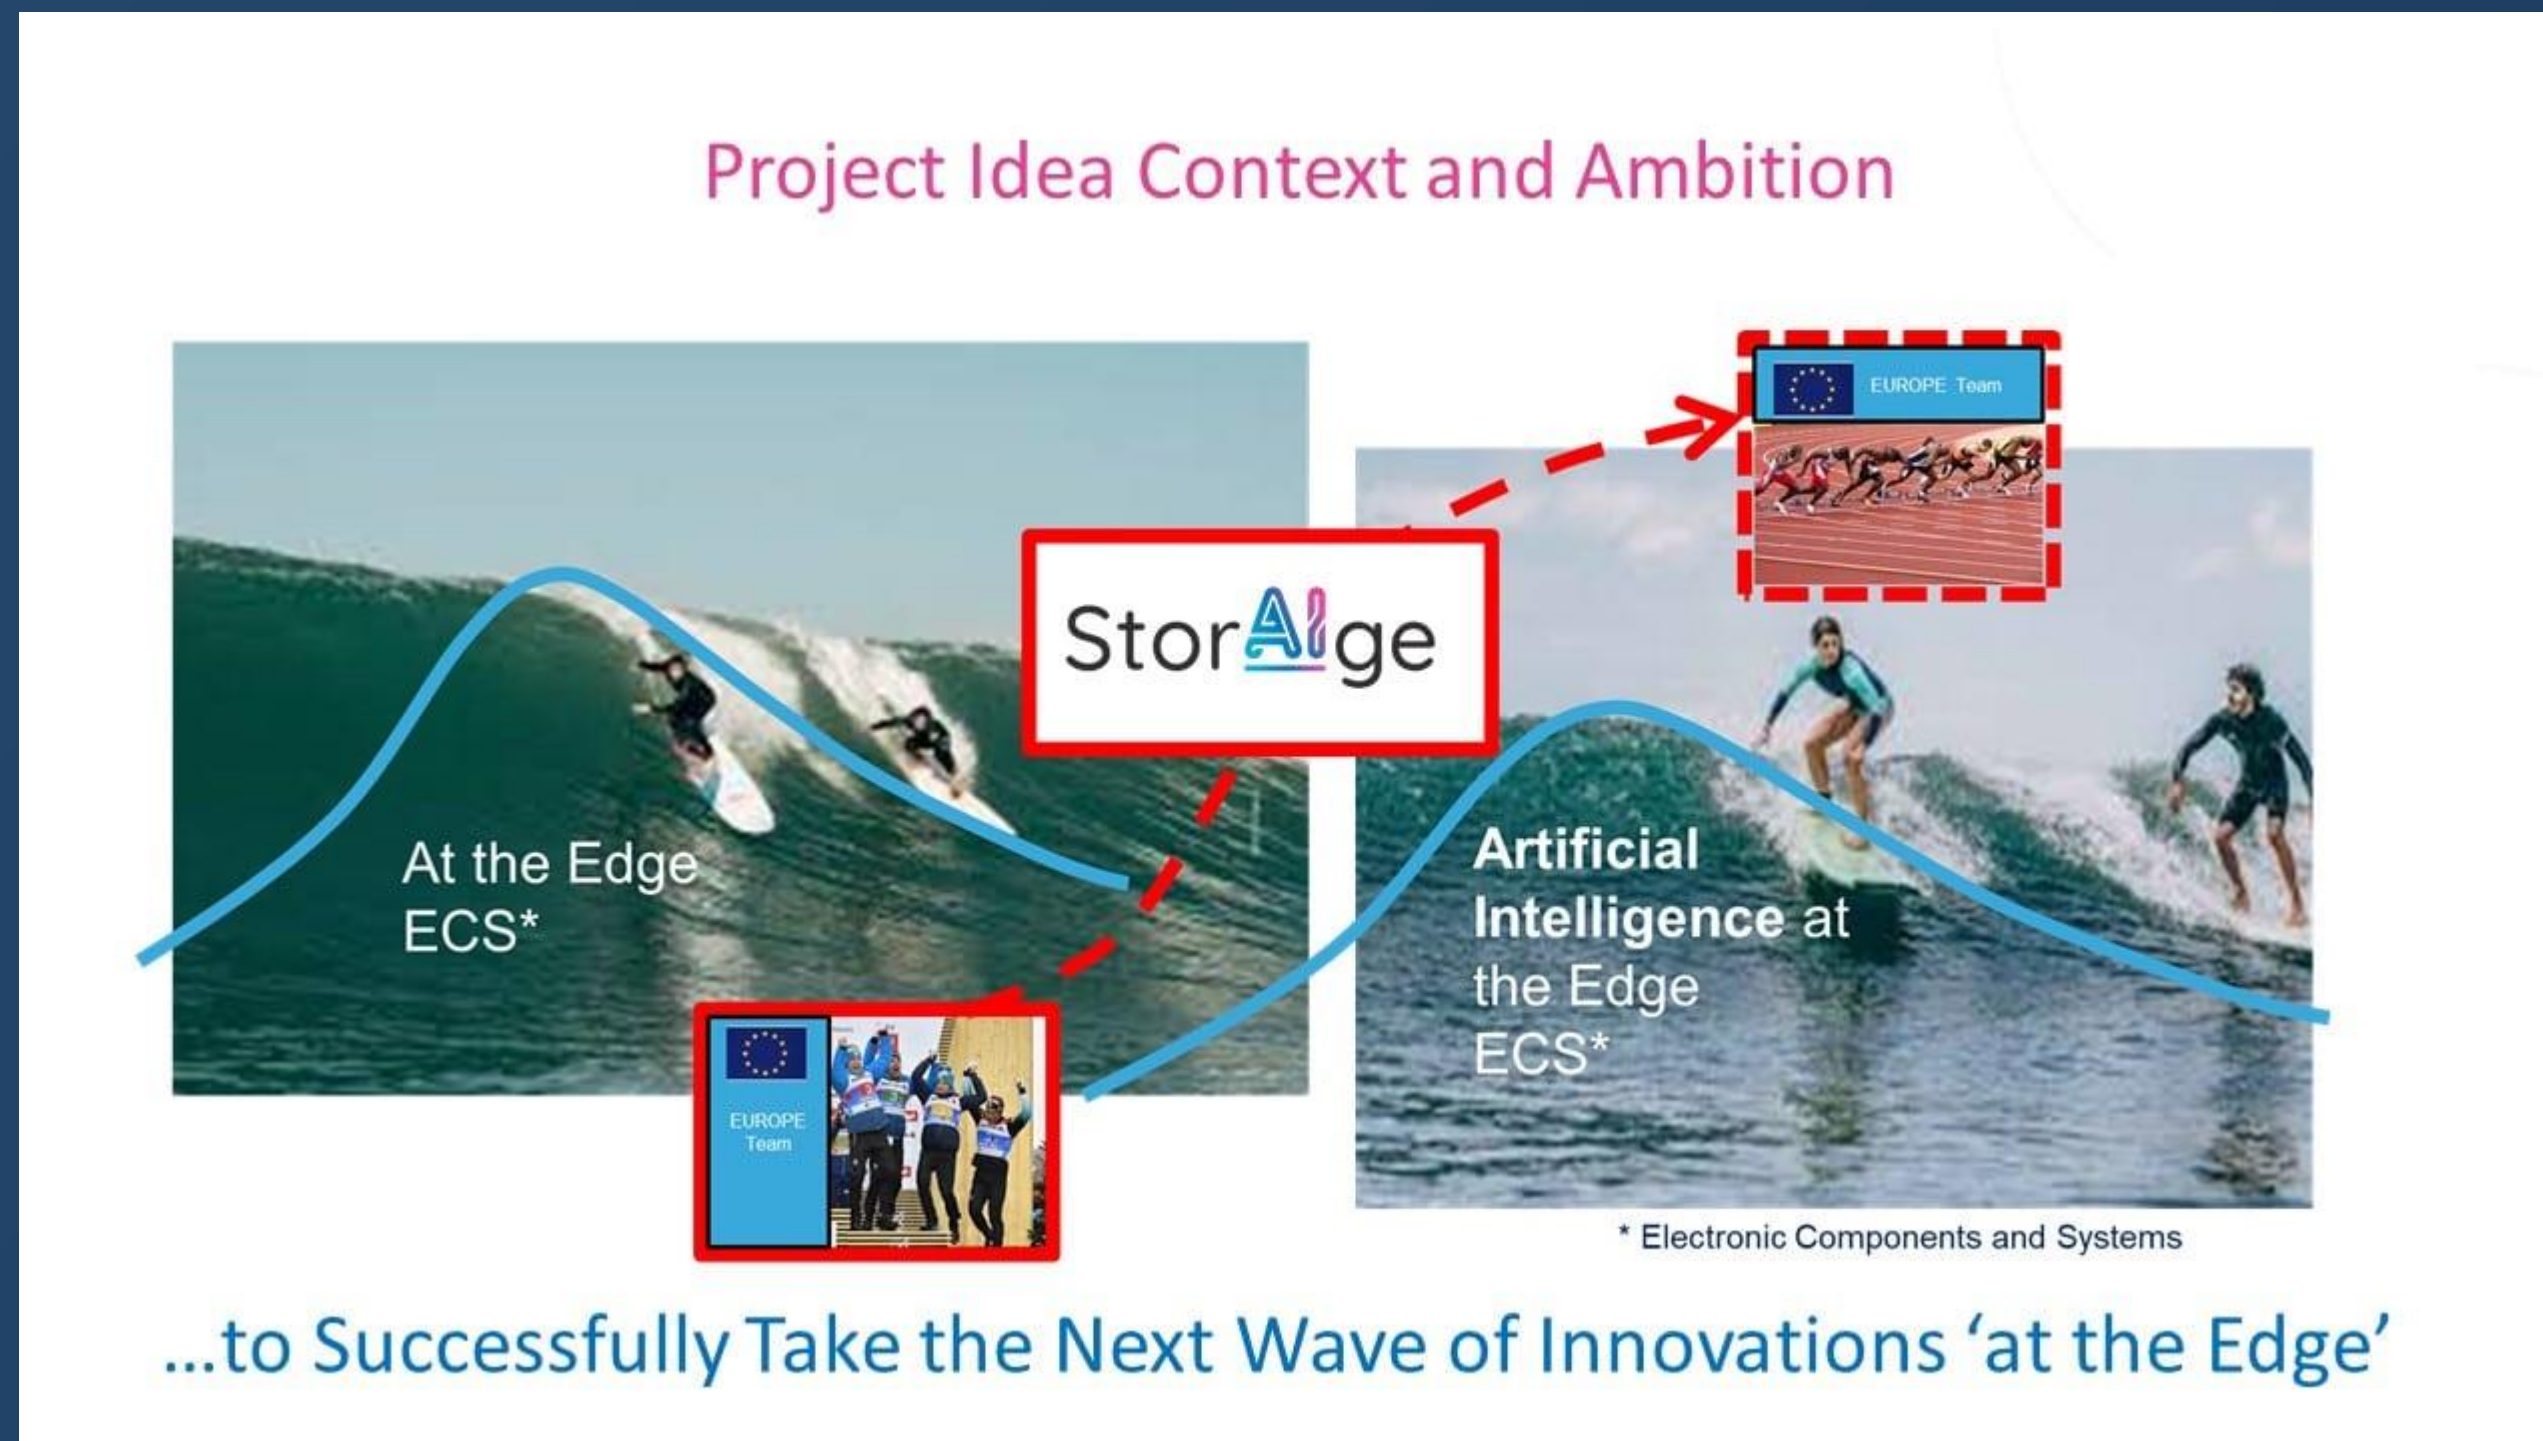 Project Idea Context and Ambition
EUROPE Team
StorAIge
At the Edge
ECS*
Artificial
Intelligence at
the Edge
ECS*
EUROPE
Team
* Electronic Components and Systems
...to Successfully Take the Next Wave of Innovations ‘at the Edge’